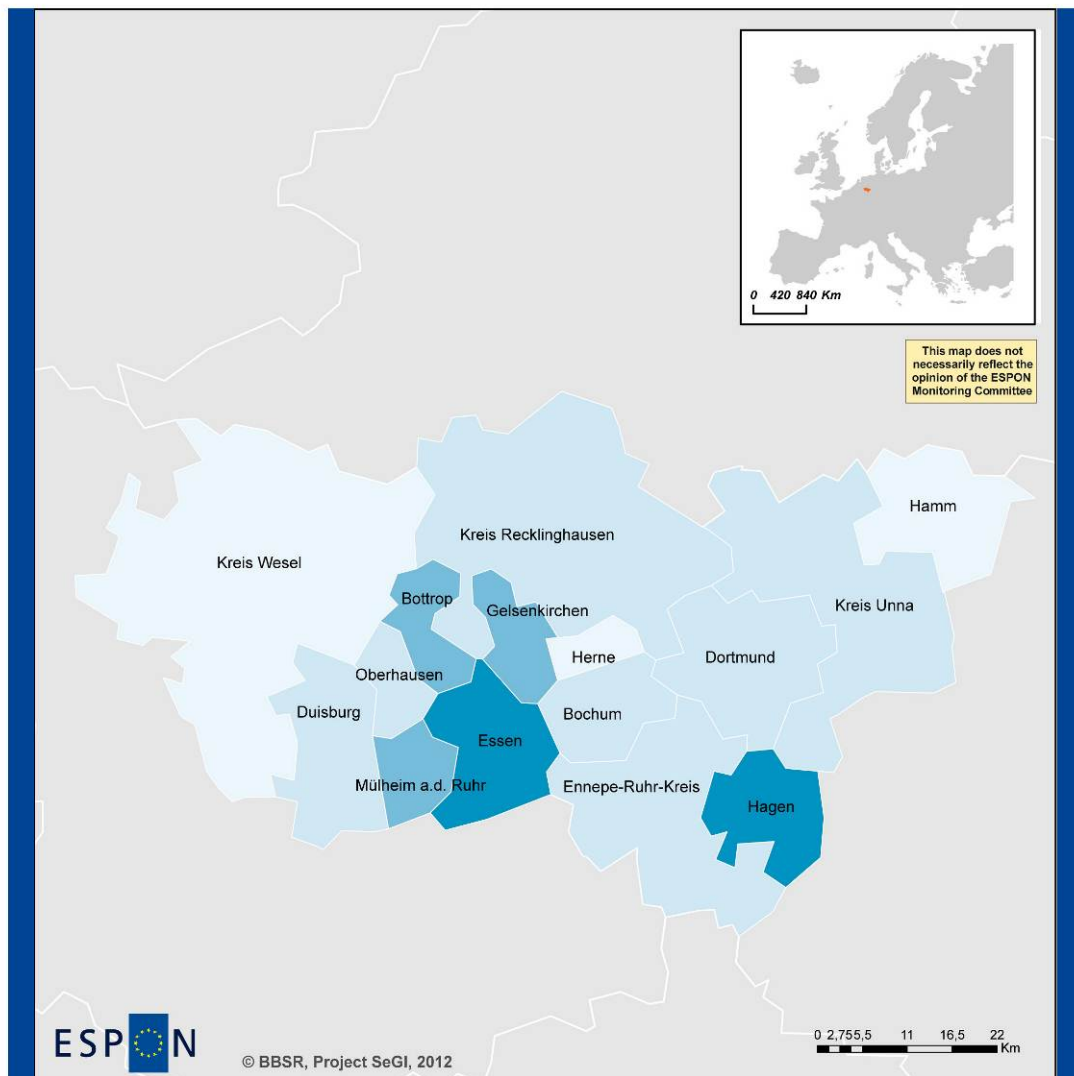 0 420 840 Km
This map does not
necessarily reflect the
opinion of the ESPON
Monitoring Committee
Hamm
Kreis Recklinghausen
Kreis Wesel
Bottrop
Gelsenkirchen
Kreis Unna
Herne
Dortmund
Oberhausen
Duisburg
Bochum
Essen
Mülheim a.d. Ruhr
Ennepe-Ruhr-Kreis
Hagen
ESPON
© BBSR, Project SeGI, 2012
0 2,755,5 11 16,5 22
Km